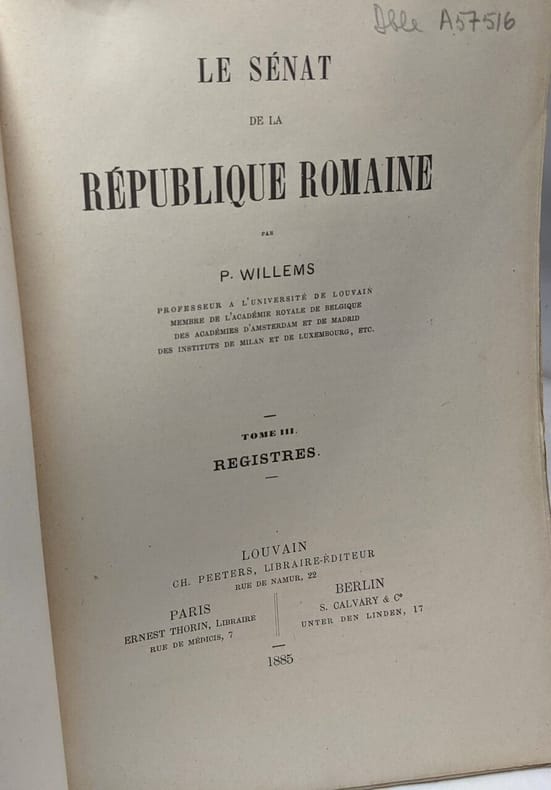 Dble A57516
LE SÉNAT
DE LA
RÉPUBLIQUE ROMAINE
PAR
P. WILLEMS
PROFESSEUR A L'UNIVERSITÉ DE LOUVAIN
MEMBRE DE L'ACADÉMIE ROYALE DE BELGIQUE
DES ACADÉMIES D'AMSTERDAM ET DE MADRID
DES INSTITUTS DE MILAN ET DE LUXEMBOURG, ETC.
TOME III.
REGISTRES.
LOUVAIN
CH. PEETERS, LIBRAIRE-ÉDITEUR
RUE DE NAMUR, 22
PARIS
ERNEST THORIN, LIBRAIRE
RUE DE MÉDICIS, 7
BERLIN
S. CALVARY & Cº
UNTER DEN LINDEN, 17
1885